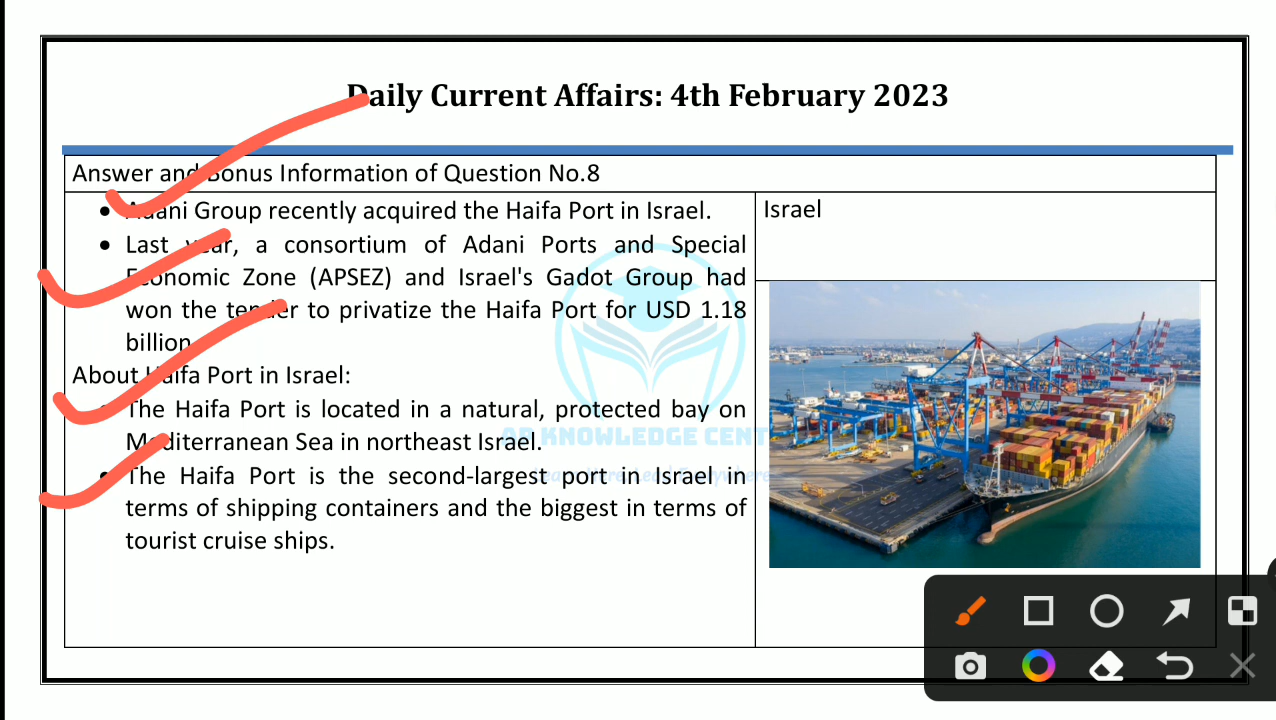 Daily Current Affairs: 4th February 2023
Answer and Bonus Information of Question No.8
• Adani Group recently acquired the Haifa Port in Israel.
• Last year, a consortium of Adani Ports and Special
Economic Zone (APSEZ) and Israel's Gadot Group had
won the tender to privatize the Haifa Port for USD 1.18
billion.
About Haifa Port in Israel:
• The Haifa Port is located in a natural, protected bay on
Mediterranean Sea in northeast Israel.
• The Haifa Port is the second-largest port in Israel in
terms of shipping containers and the biggest in terms of
tourist cruise ships.
Israel
KNOWLEDGE